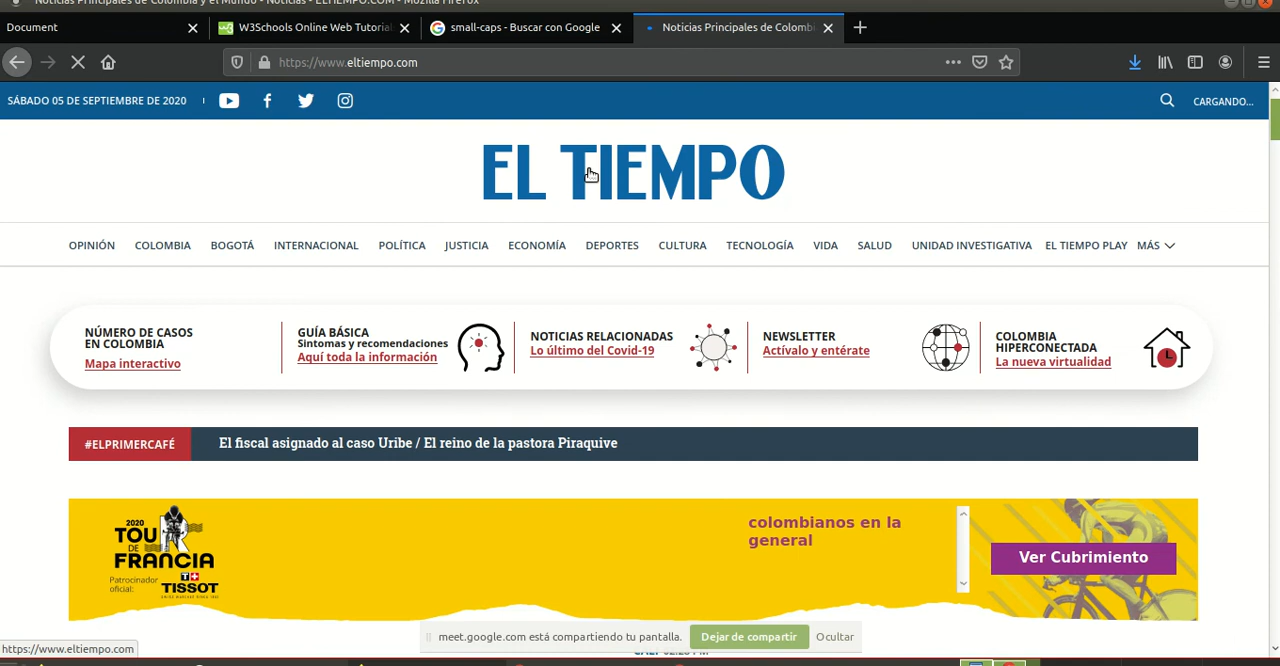 Noticias Principales de Colombia y el Mundo - Noticias - ELTIEMPO.COM - Mozilla Firefox
Document
W3Schools Online Web Tutorial
small-caps - Buscar con Google
Noticias Principales de Colombi
https://www.eltiempo.com
SÁBADO 05 DE SEPTIEMBRE DE 2020
CARGANDO...
EL TIEMPO
OPINIÓN COLOMBIA BOGOTÁ INTERNACIONAL POLÍTICA JUSTICIA ECONOMÍA DEPORTES CULTURA TECNOLOGÍA VIDA SALUD UNIDAD INVESTIGATIVA EL TIEMPO PLAY MÁS
NÚMERO DE CASOS
EN COLOMBIA
Mapa interactivo
GUÍA BÁSICA
Sintomas y recomendaciones
Aquí toda la información
NOTICIAS RELACIONADAS
Lo último del Covid-19
NEWSLETTER
Actívalo y entérate
COLOMBIA
HIPERCONECTADA
La nueva virtualidad
#ELPRIMERCAFÉ
El fiscal asignado al caso Uribe / El reino de la pastora Piraquive
2020
TOU
DE
FRANCIA
Patrocinador
oficial:
TISSOT
colombianos en la
general
Ver Cubrimiento
meet.google.com está compartiendo tu pantalla.
Dejar de compartir
Ocultar
https://www.eltiempo.com